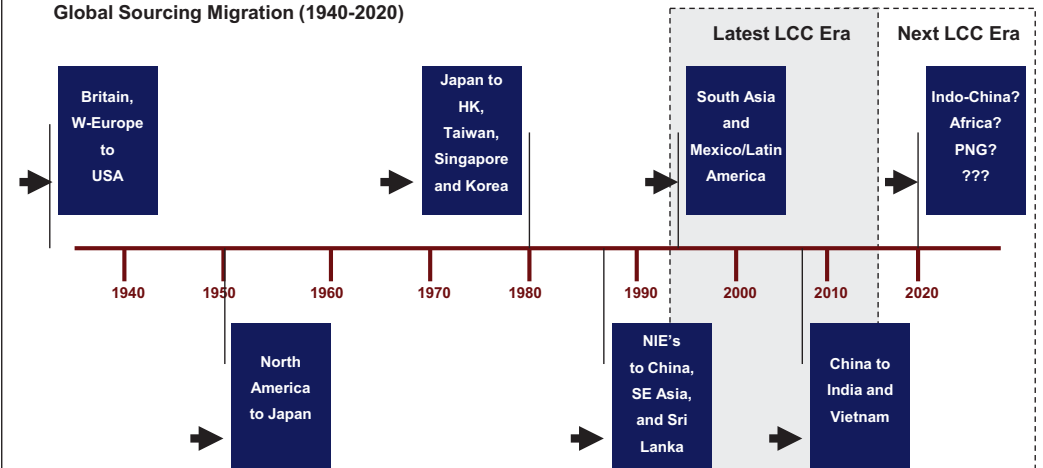 Global Sourcing Migration (1940-2020)
Latest LCC Era
Next LCC Era
Britain,
W-Europe
to
USA
Japan to
HK,
Taiwan,
Singapore
and Korea
South Asia
and
Mexico/Latin
America
Indo-China?
Africa?
PNG?
???
1940
1950
1960
1970
1980
1990
2000
2010
2020
North
America
to Japan
NIE's
to China,
SE Asia,
and Sri
Lanka
China to
India and
Vietnam